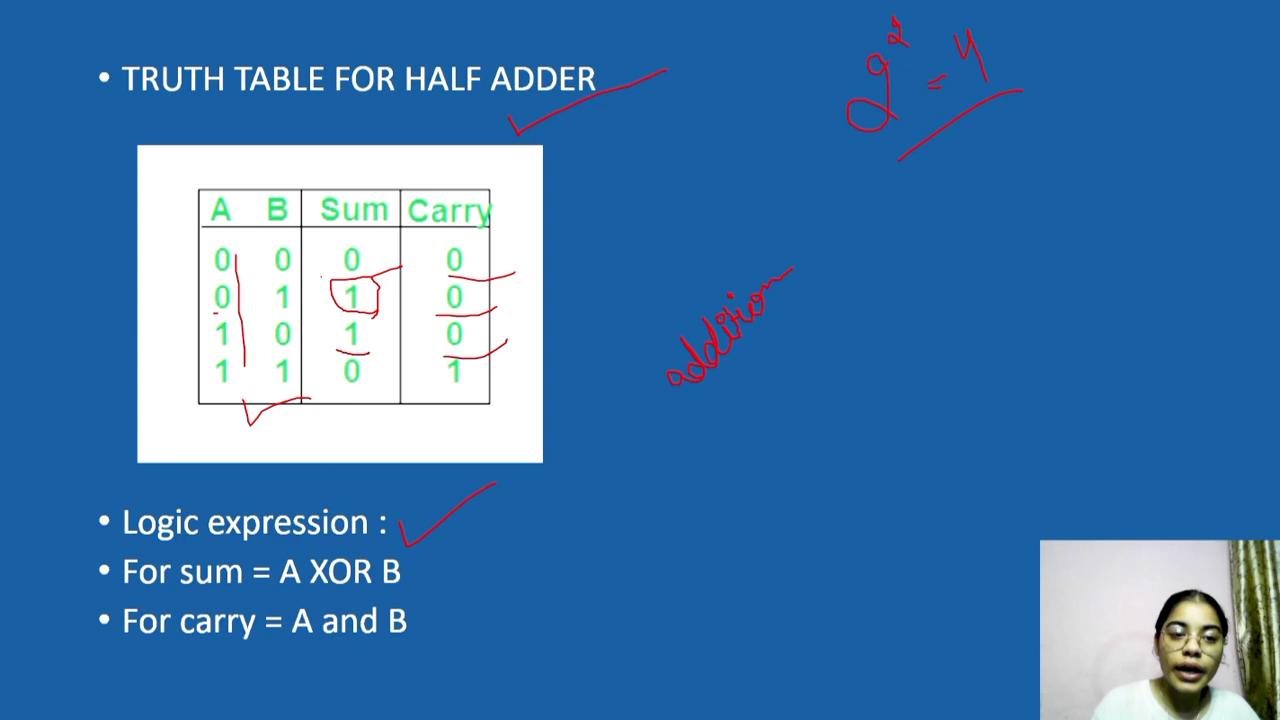 • TRUTH TABLE FOR HALF ADDER
2² = 4
A B Sum Carry
0 0 0 0
0 1 1 0
1 0 1 0
1 1 0 1
addition
• Logic expression :
• For sum = A XOR B
• For carry = A and B